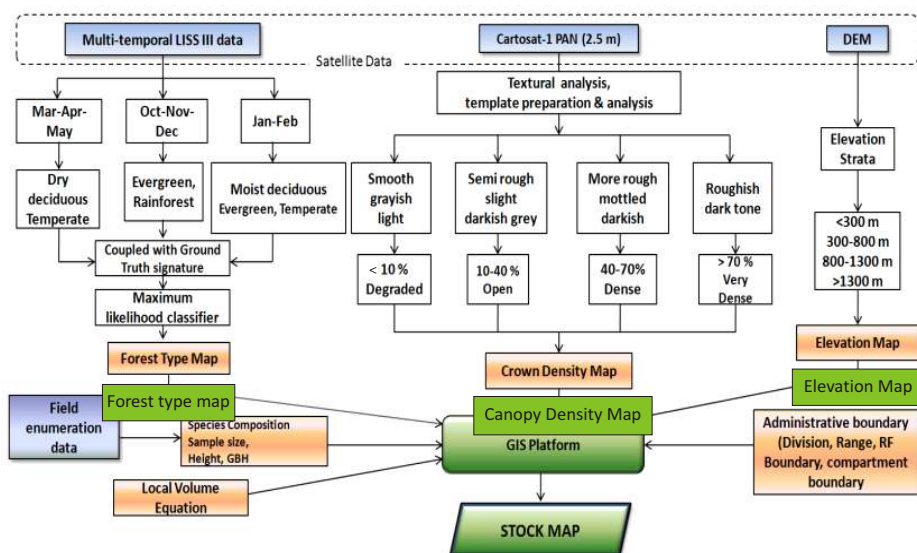 Multi-temporal LISS III data
Cartosat-1 PAN (2.5 m)
DEM
Satellite Data
Textural analysis,
template preparation & analysis
Mar-Apr-
May
Oct-Nov-
Dec
Jan-Feb
Elevation
Strata
Dry
deciduous
Temperate
Evergreen,
Rainforest
Moist deciduous
Evergreen, Temperate
Smooth
grayish
light
Semi rough
slight
darkish grey
More rough
mottled
darkish
Roughish
dark tone
<300 m
300-800 m
800-1300 m
>1300 m
Coupled with Ground
Truth signature
< 10 %
Degraded
10-40 %
Open
40-70%
Dense
> 70 %
Very
Dense
Maximum
likelihood classifier
Forest Type Map
Crown Density Map
Elevation Map
Forest type map
Canopy Density Map
Elevation Map
Field
enumeration
data
Species Composition
Sample size,
Height, GBH
GIS Platform
Administrative boundary
(Division, Range, RF
Boundary, compartment
boundary
Local Volume
Equation
STOCK MAP